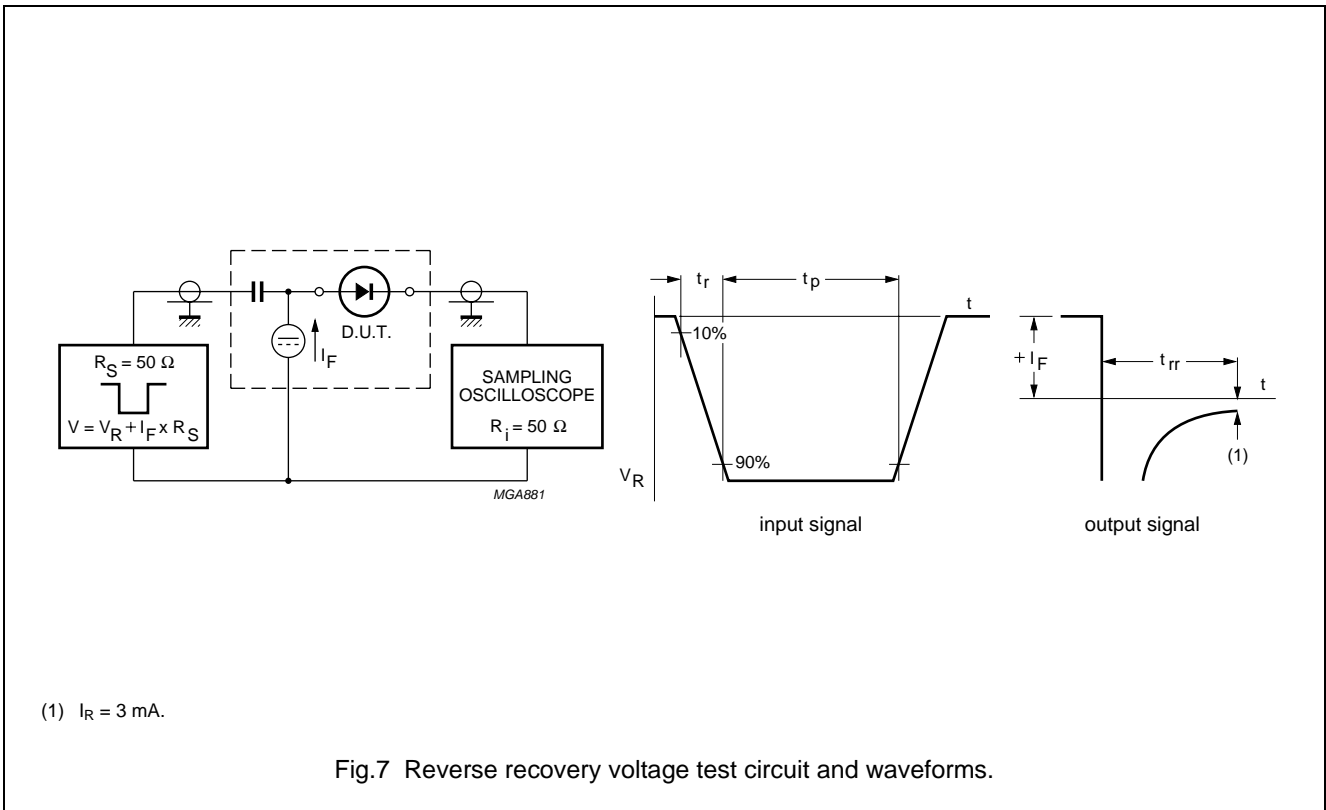 R_S = 50 Ω
V = V_R + I_F x R_S
I_F
D.U.T.
SAMPLING
OSCILLOSCOPE
R_i = 50 Ω
MGA881
t_r
t_p
t
10%
90%
V_R
input signal
+ I_F
t_rr
t
(1)
output signal
(1) I_R = 3 mA.
Fig.7 Reverse recovery voltage test circuit and waveforms.